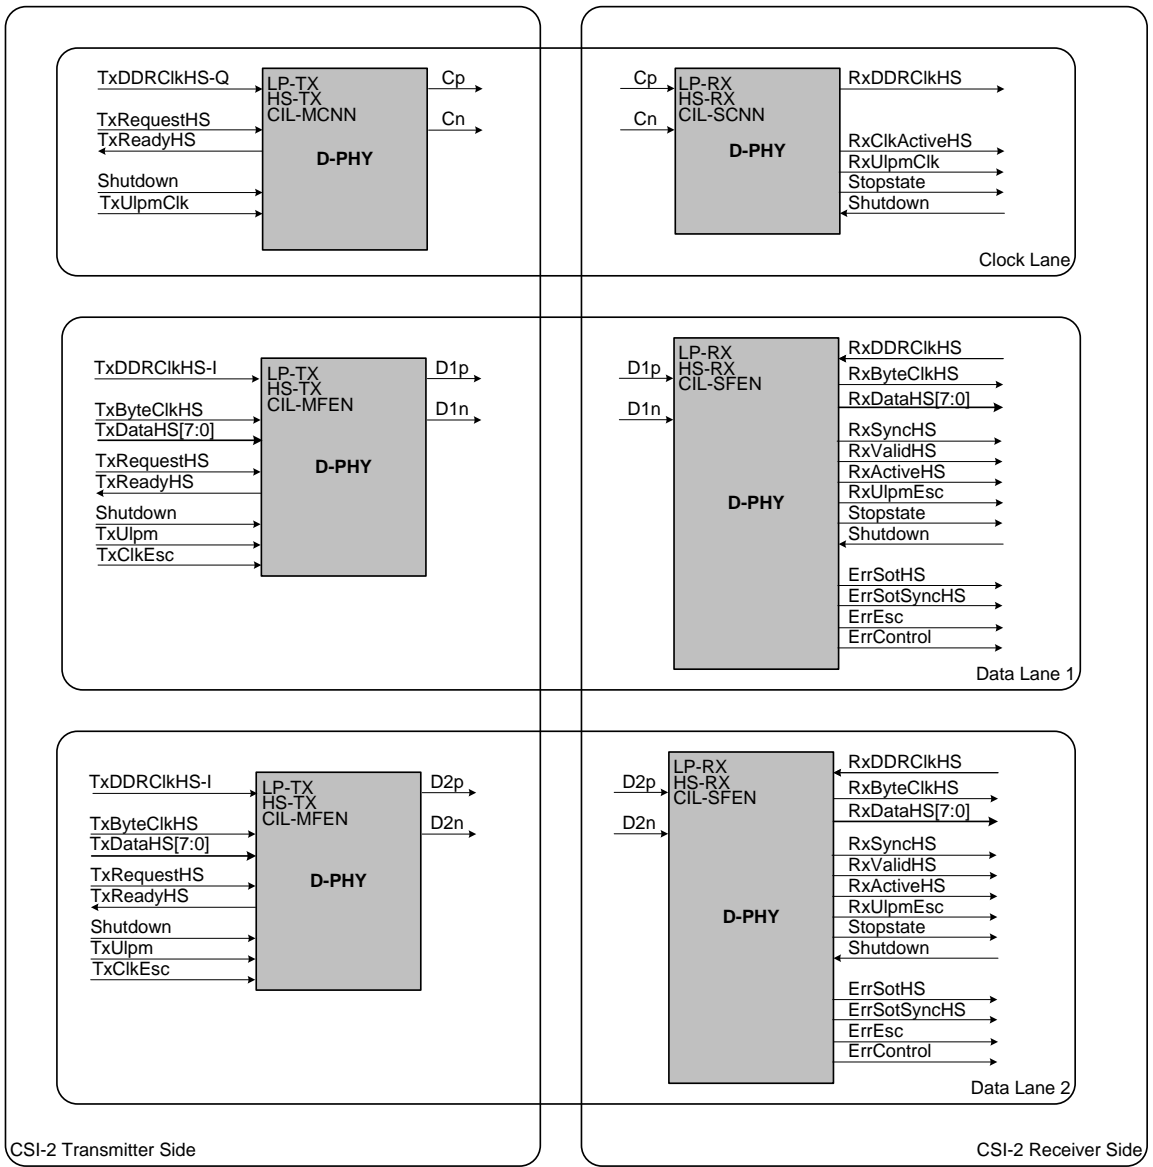 TxDDRClkHS-Q
TxRequestHS
TxReadyHS
Shutdown
TxUlpmClk
LP-TX
HS-TX
CIL-MCNN
D-PHY
Cp
Cn
Cp
Cn
LP-RX
HS-RX
CIL-SCNN
D-PHY
RxDDRClkHS
RxClkActiveHS
RxUlpmClk
Stopstate
Shutdown
Clock Lane
TxDDRClkHS-I
TxByteClkHS
TxDataHS[7:0]
TxRequestHS
TxReadyHS
Shutdown
TxUlpm
TxClkEsc
LP-TX
HS-TX
CIL-MFEN
D-PHY
D1p
D1n
D1p
D1n
LP-RX
HS-RX
CIL-SFEN
D-PHY
RxDDRClkHS
RxByteClkHS
RxDataHS[7:0]
RxSyncHS
RxValidHS
RxActiveHS
RxUlpmEsc
Stopstate
Shutdown
ErrSotHS
ErrSotSyncHS
ErrEsc
ErrControl
Data Lane 1
TxDDRClkHS-I
TxByteClkHS
TxDataHS[7:0]
TxRequestHS
TxReadyHS
Shutdown
TxUlpm
TxClkEsc
LP-TX
HS-TX
CIL-MFEN
D-PHY
D2p
D2n
D2p
D2n
LP-RX
HS-RX
CIL-SFEN
D-PHY
RxDDRClkHS
RxByteClkHS
RxDataHS[7:0]
RxSyncHS
RxValidHS
RxActiveHS
RxUlpmEsc
Stopstate
Shutdown
ErrSotHS
ErrSotSyncHS
ErrEsc
ErrControl
Data Lane 2
CSI-2 Transmitter Side
CSI-2 Receiver Side